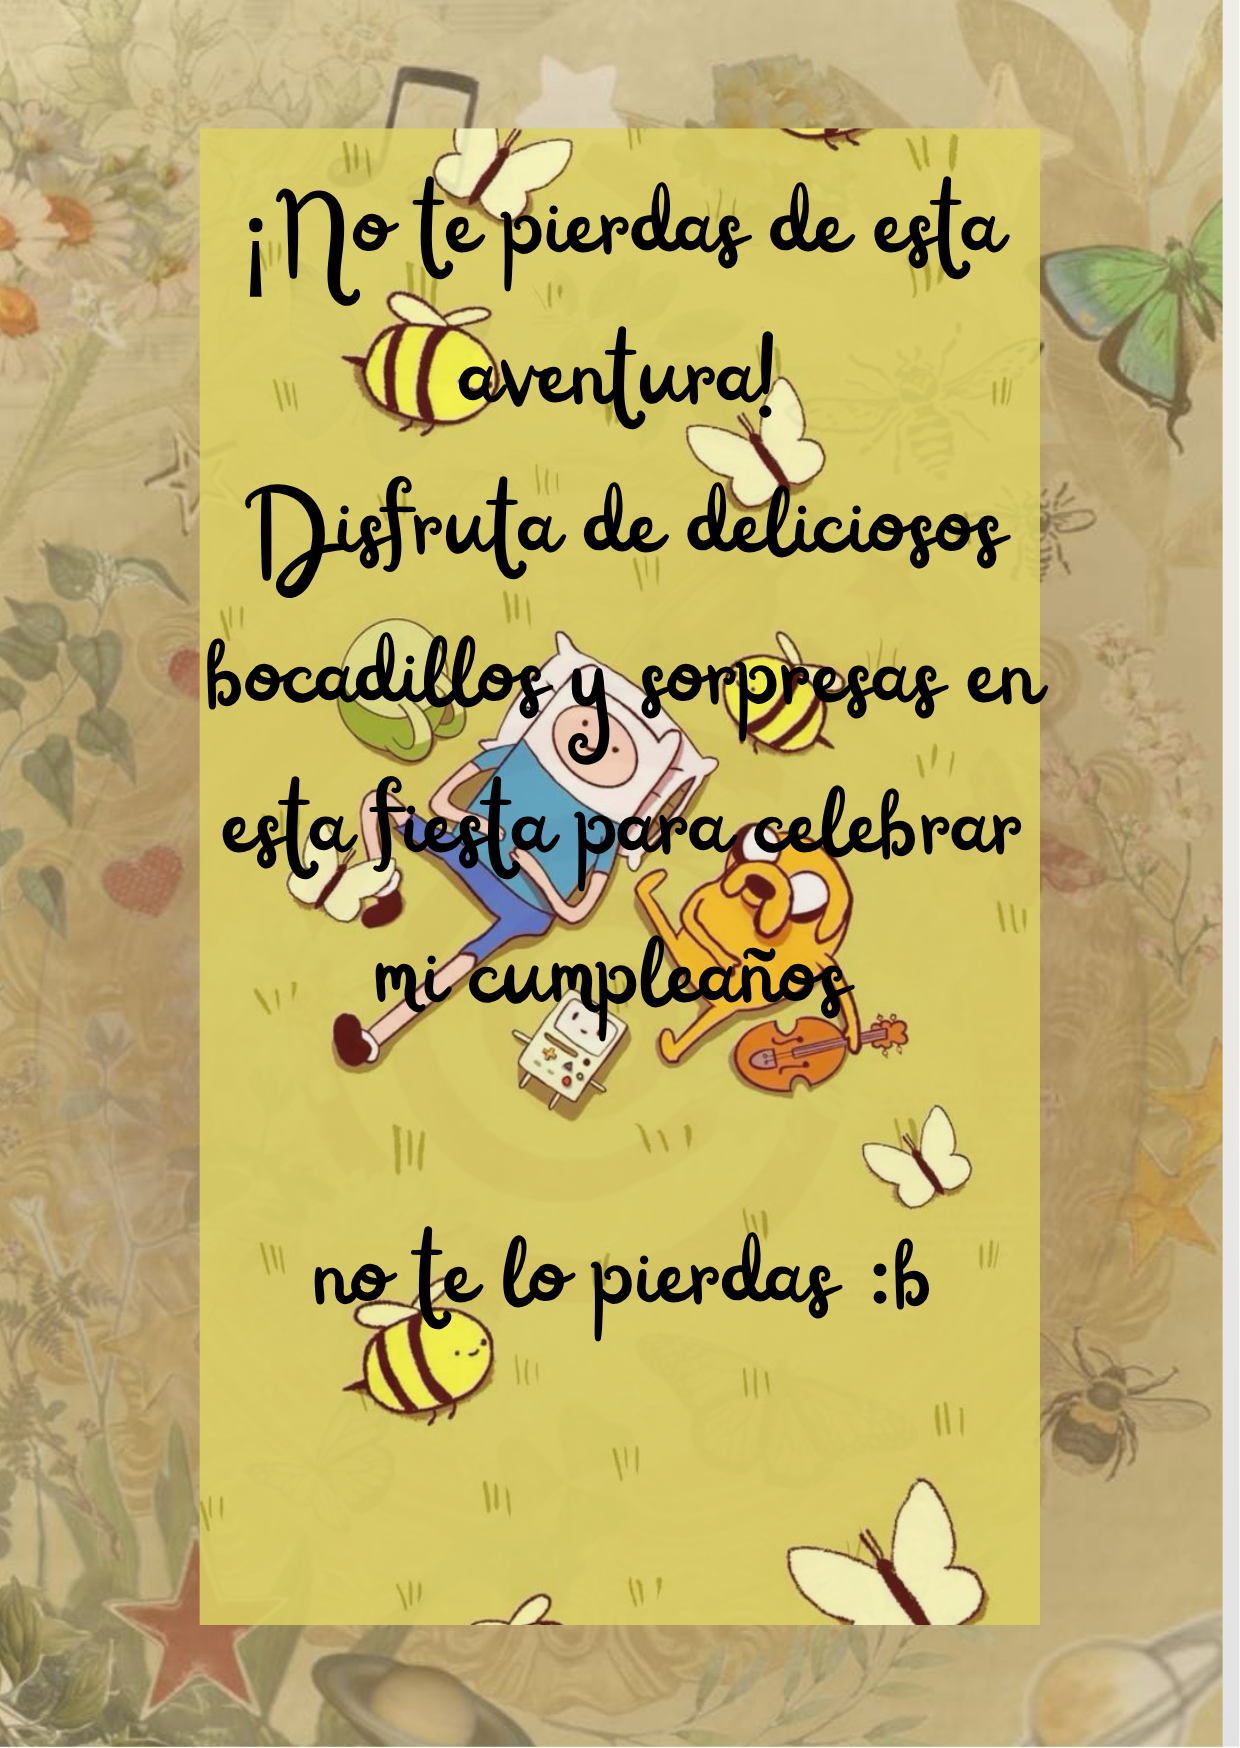 ¡No te pierdas de esta
aventura!
Disfruta de deliciosos
bocadillos y sorpresas en
esta fiesta para celebrar
mi cumpleaños
no te lo pierdas :b